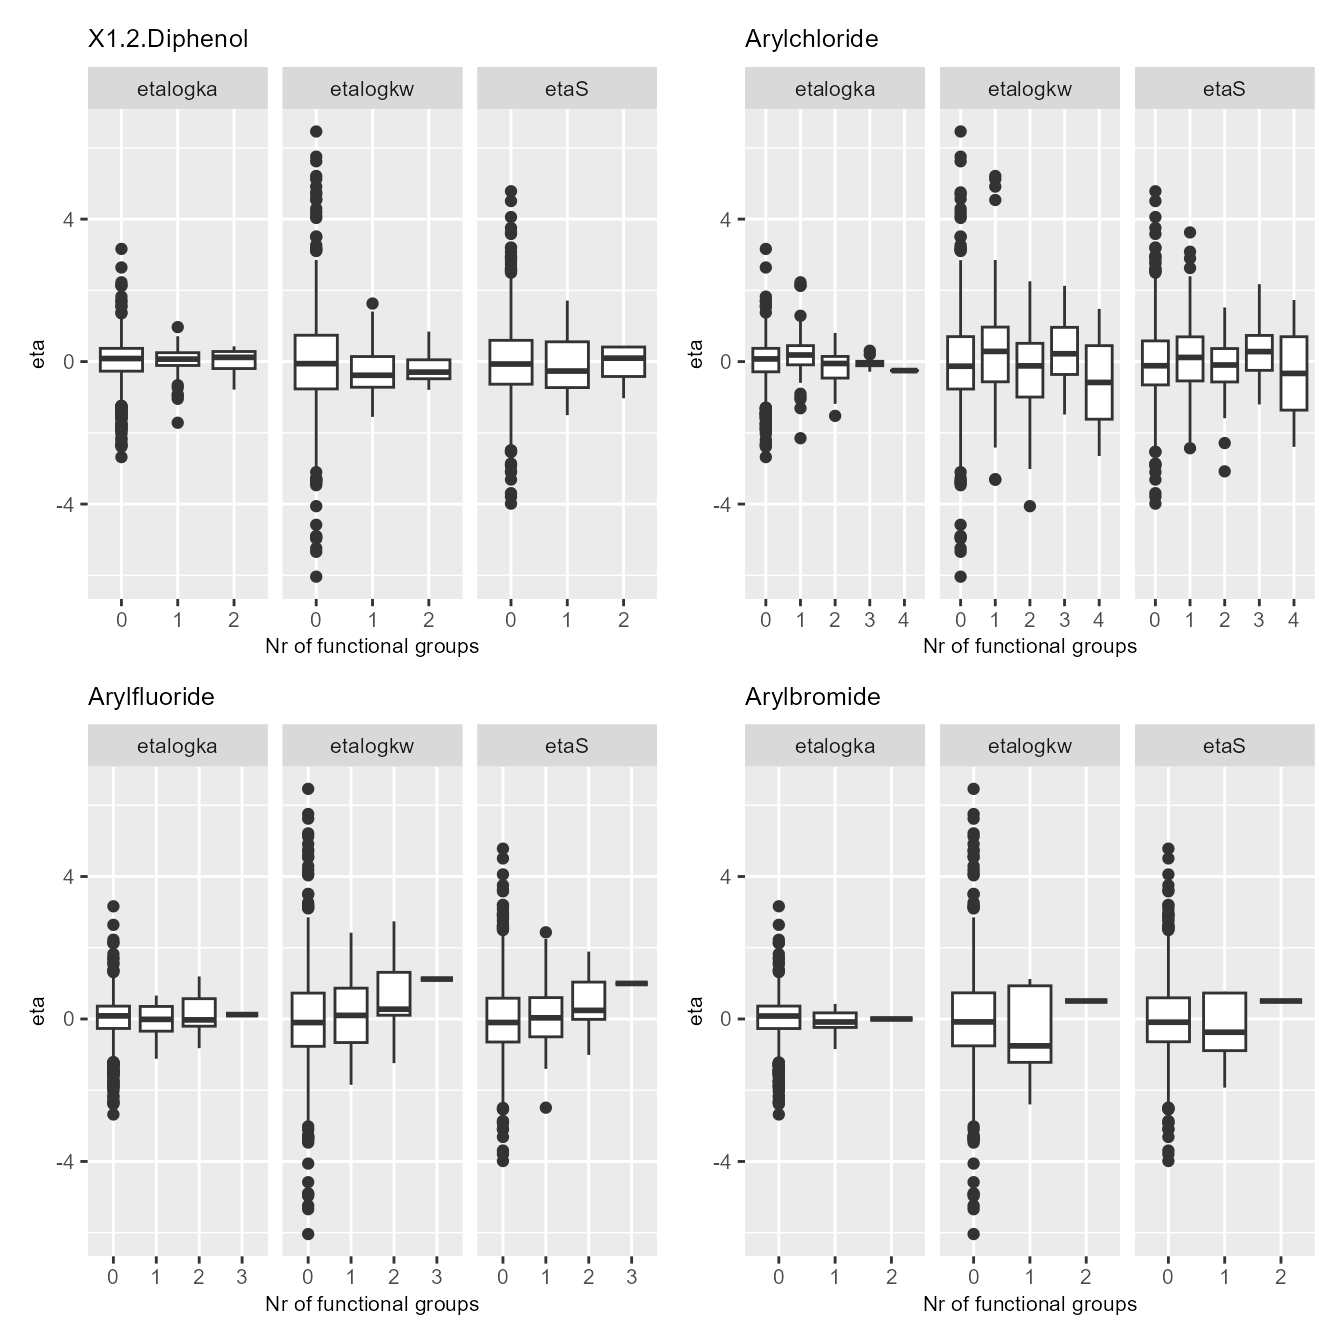 X1.2.Diphenol
etalogka etalogkw etaS
eta
4
0
-4
0 1 2 0 1 2 0 1 2
Nr of functional groups
Arylchloride
etalogka etalogkw etaS
eta
4
0
-4
0 1 2 3 4 0 1 2 3 4 0 1 2 3 4
Nr of functional groups
Arylfluoride
etalogka etalogkw etaS
eta
4
0
-4
0 1 2 3 0 1 2 3 0 1 2 3
Nr of functional groups
Arylbromide
etalogka etalogkw etaS
eta
4
0
-4
0 1 2 0 1 2 0 1 2
Nr of functional groups